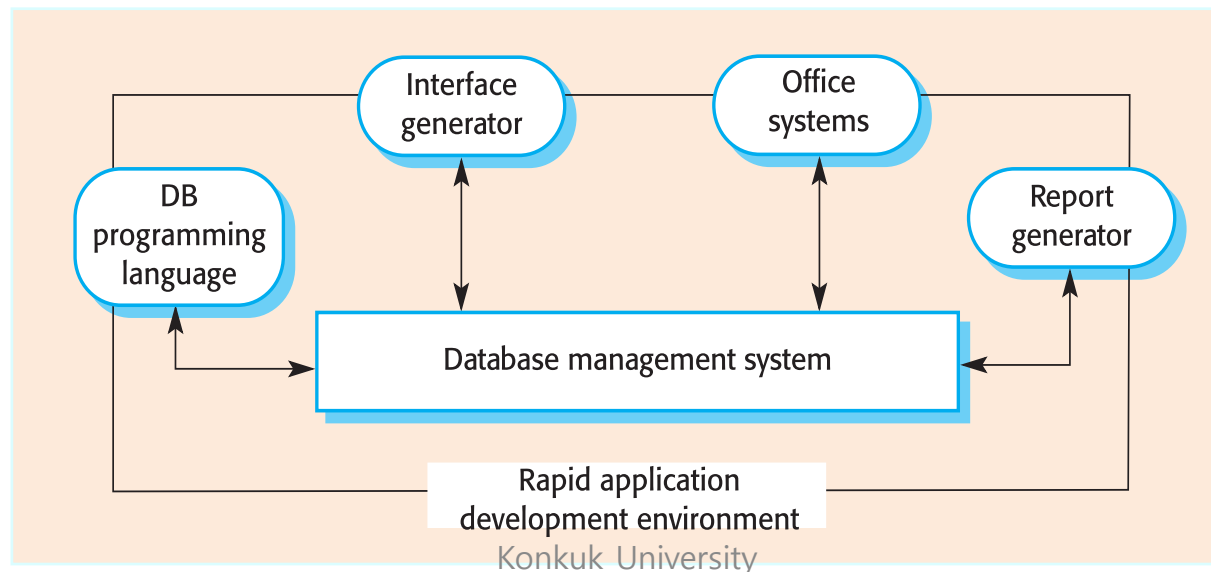 Interface
generator
Office
systems
DB
programming
language
Report
generator
Database management system
Rapid application
development environment
Konkuk University